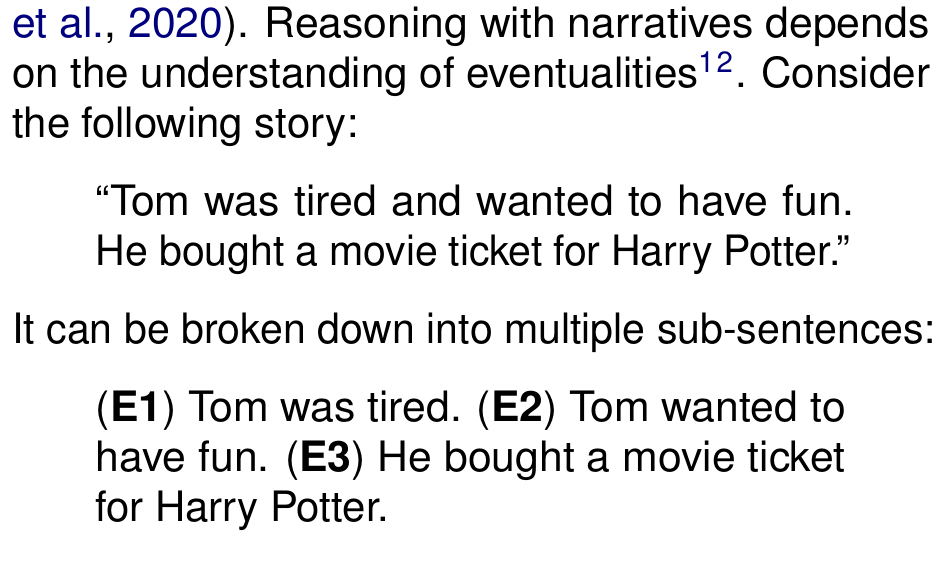 et al., 2020). Reasoning with narratives depends
on the understanding of eventualities12. Consider
the following story:
“Tom was tired and wanted to have fun.
He bought a movie ticket for Harry Potter.”
It can be broken down into multiple sub-sentences:
(E1) Tom was tired. (E2) Tom wanted to
have fun. (E3) He bought a movie ticket
for Harry Potter.